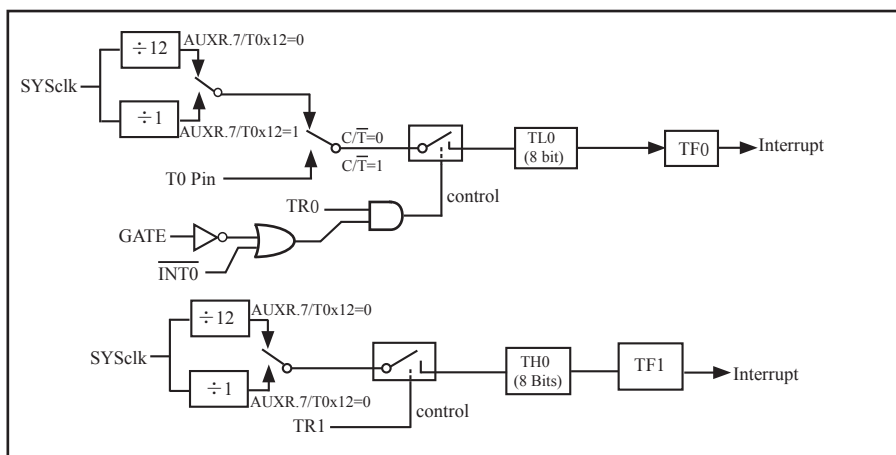 ÷12
AUXR.7/T0x12=0
SYSclk
÷1
AUXR.7/T0x12=1
C/T̅=0
C/T̅=1
T0 Pin
TL0
(8 bit)
TF0
Interrupt
control
TR0
GATE
I̅N̅T̅0̅
÷12
AUXR.7/T0x12=0
SYSclk
÷1
AUXR.7/T0x12=0
TH0
(8 Bits)
TF1
Interrupt
control
TR1